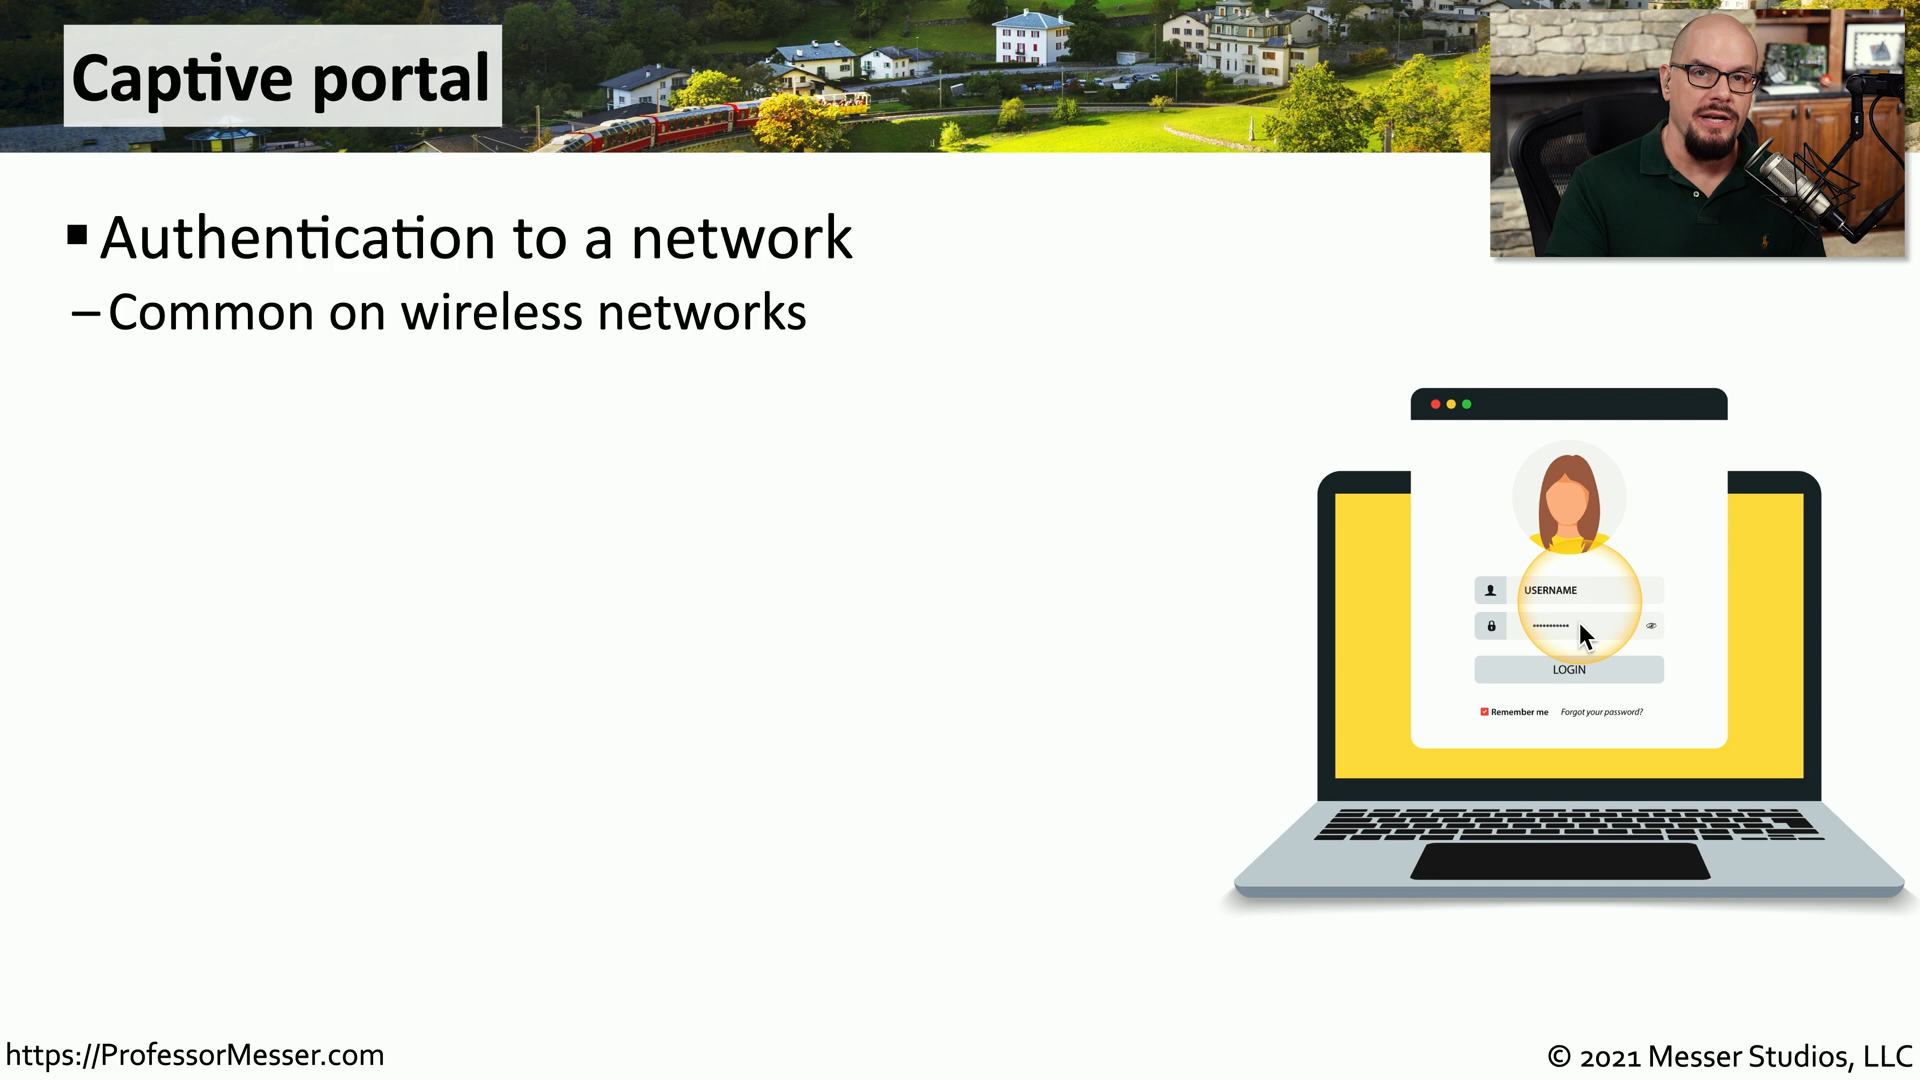 Captive portal
▪ Authentication to a network
– Common on wireless networks
USERNAME
***********
LOGIN
Remember me Forgot your password?
https://ProfessorMesser.com
© 2021 Messer Studios, LLC